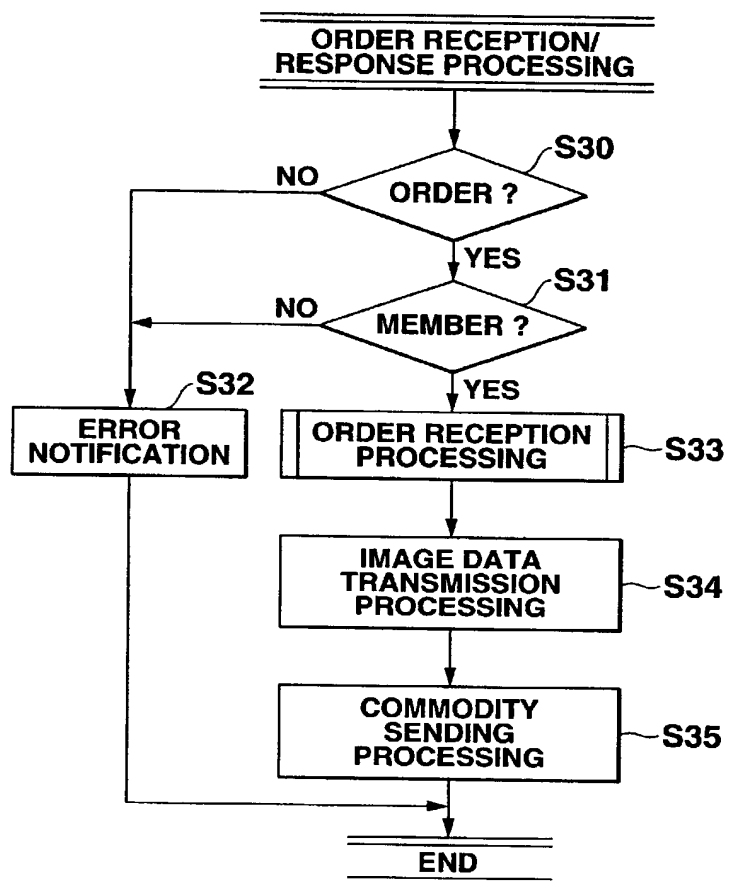 ORDER RECEPTION/
RESPONSE PROCESSING
S30
NO
ORDER ?
YES
S31
NO
MEMBER ?
YES
S32
ERROR
NOTIFICATION
ORDER RECEPTION
PROCESSING
S33
IMAGE DATA
TRANSMISSION
PROCESSING
S34
COMMODITY
SENDING
PROCESSING
S35
END